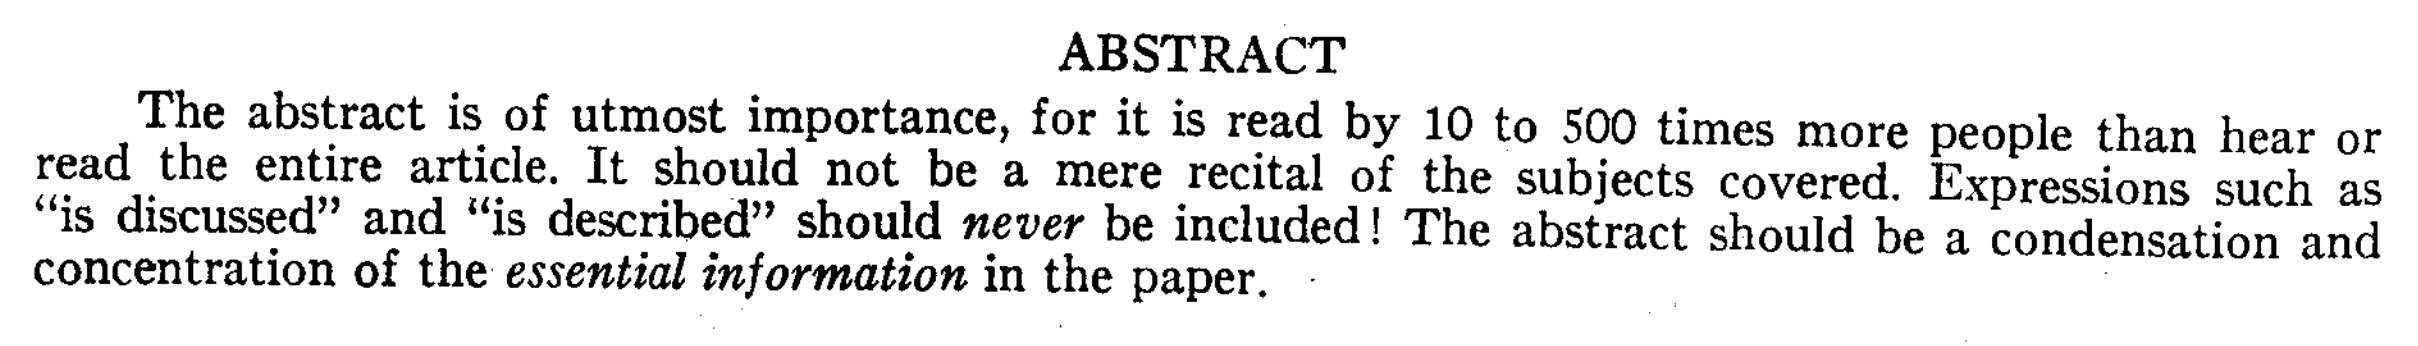 ABSTRACT
The abstract is of utmost importance, for it is read by 10 to 500 times more people than hear or
read the entire article. It should not be a mere recital of the subjects covered. Expressions such as
“is discussed” and “is described” should never be included! The abstract should be a condensation and
concentration of the essential information in the paper.